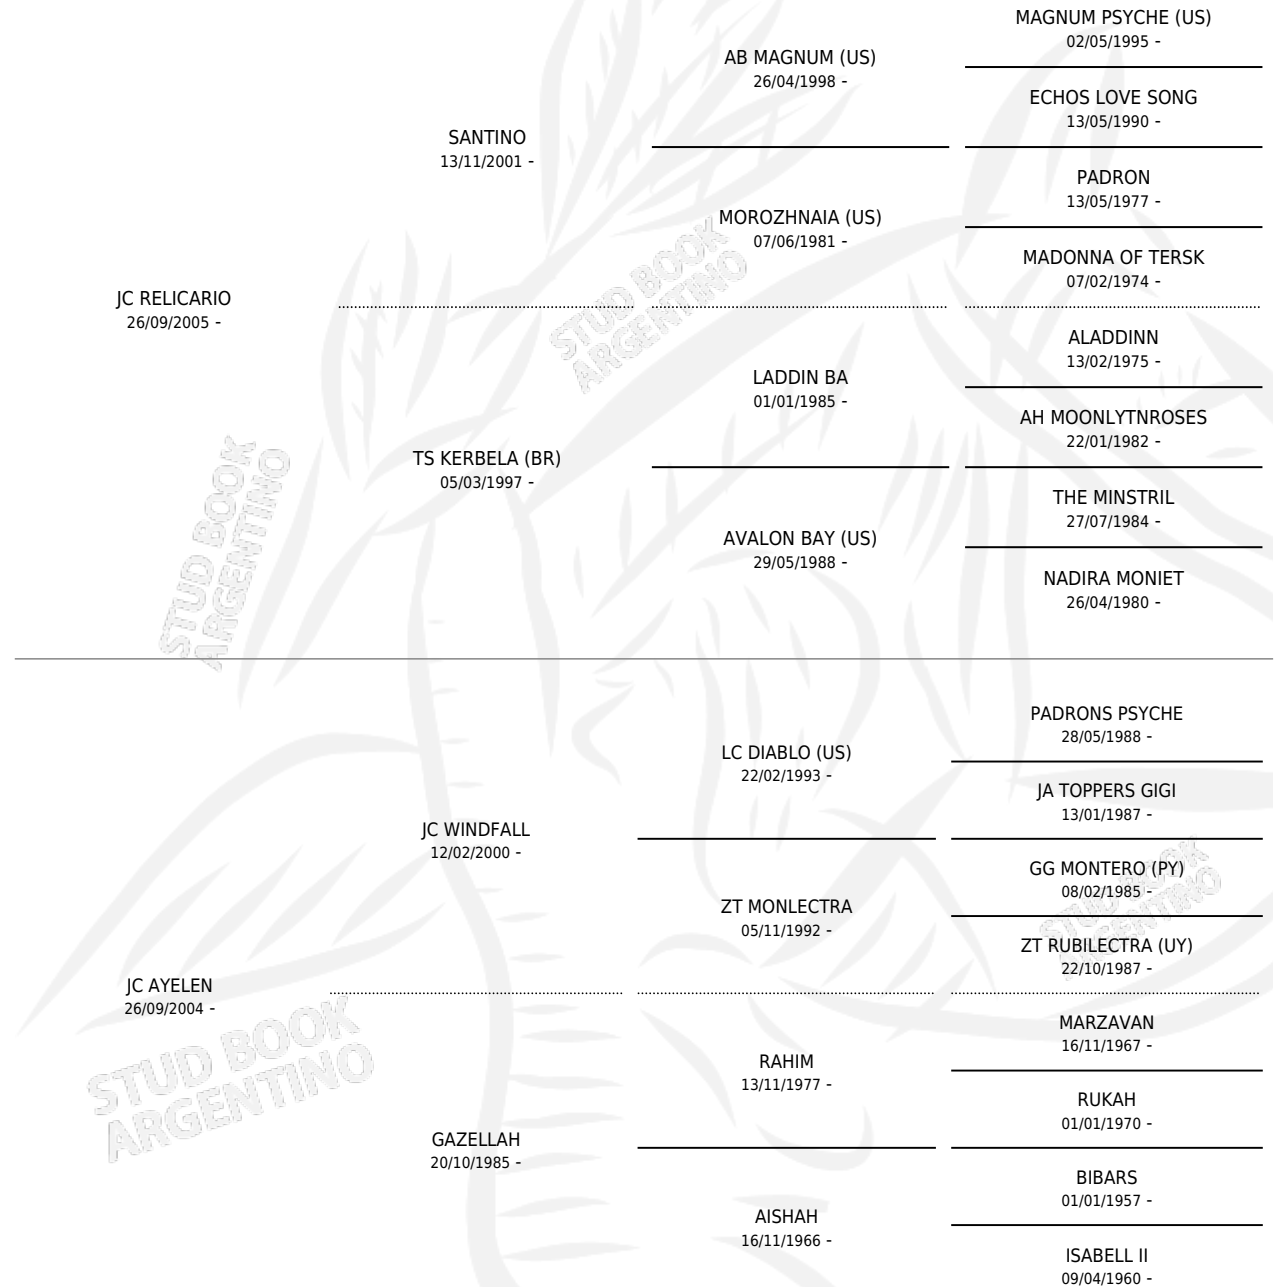 MAGNUM PSYCHE (US)
02/05/1995 -
AB MAGNUM (US)
26/04/1998 -
ECHOS LOVE SONG
13/05/1990 -
SANTINO
13/11/2001 -
PADRON
13/05/1977 -
MOROZHNAIA (US)
07/06/1981 -
MADONNA OF TERSK
07/02/1974 -
JC RELICARIO
26/09/2005 -
ALADDINN
13/02/1975 -
LADDIN BA
01/01/1985 -
AH MOONLYTNROSES
22/01/1982 -
TS KERBELA (BR)
05/03/1997 -
THE MINSTRIL
27/07/1984 -
AVALON BAY (US)
29/05/1988 -
NADIRA MONIET
26/04/1980 -
STUD BOOK
ARGENTINO
STUD BOOK
ARGENTINO
PADRONS PSYCHE
28/05/1988 -
LC DIABLO (US)
22/02/1993 -
JA TOPPERS GIGI
13/01/1987 -
JC WINDFALL
12/02/2000 -
GG MONTERO (PY)
08/02/1985 -
ZT MONLECTRA
05/11/1992 -
ZT RUBILECTRA (UY)
22/10/1987 -
JC AYELEN
26/09/2004 -
MARZAVAN
16/11/1967 -
RAHIM
13/11/1977 -
RUKAH
01/01/1970 -
GAZELLAH
20/10/1985 -
BIBARS
01/01/1957 -
AISHAH
16/11/1966 -
ISABELL II
09/04/1960 -
STUD BOOK
ARGENTINO
STUD BOOK
ARGENTINO